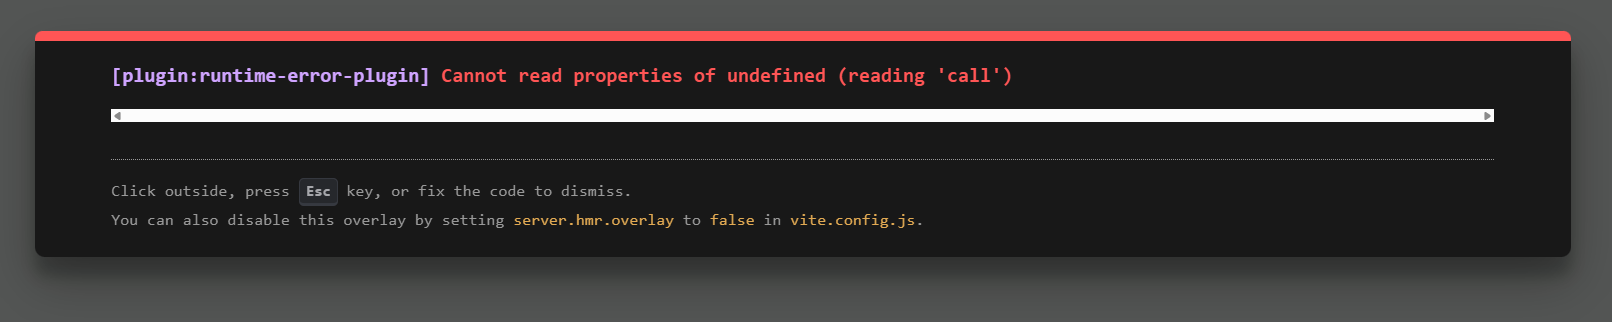 [plugin:runtime-error-plugin] Cannot read properties of undefined (reading 'call')
Click outside, press Esc key, or fix the code to dismiss.
You can also disable this overlay by setting server.hmr.overlay to false in vite.config.js.